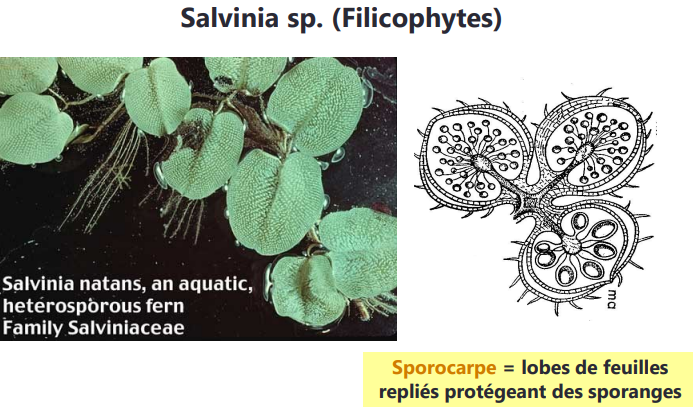 Salvinia sp. (Filicophytes)
Salvinia natans, an aquatic,
heterosporous fern
Family Salviniaceae
ma
Sporocarpe = lobes de feuilles
repliés protégeant des sporanges